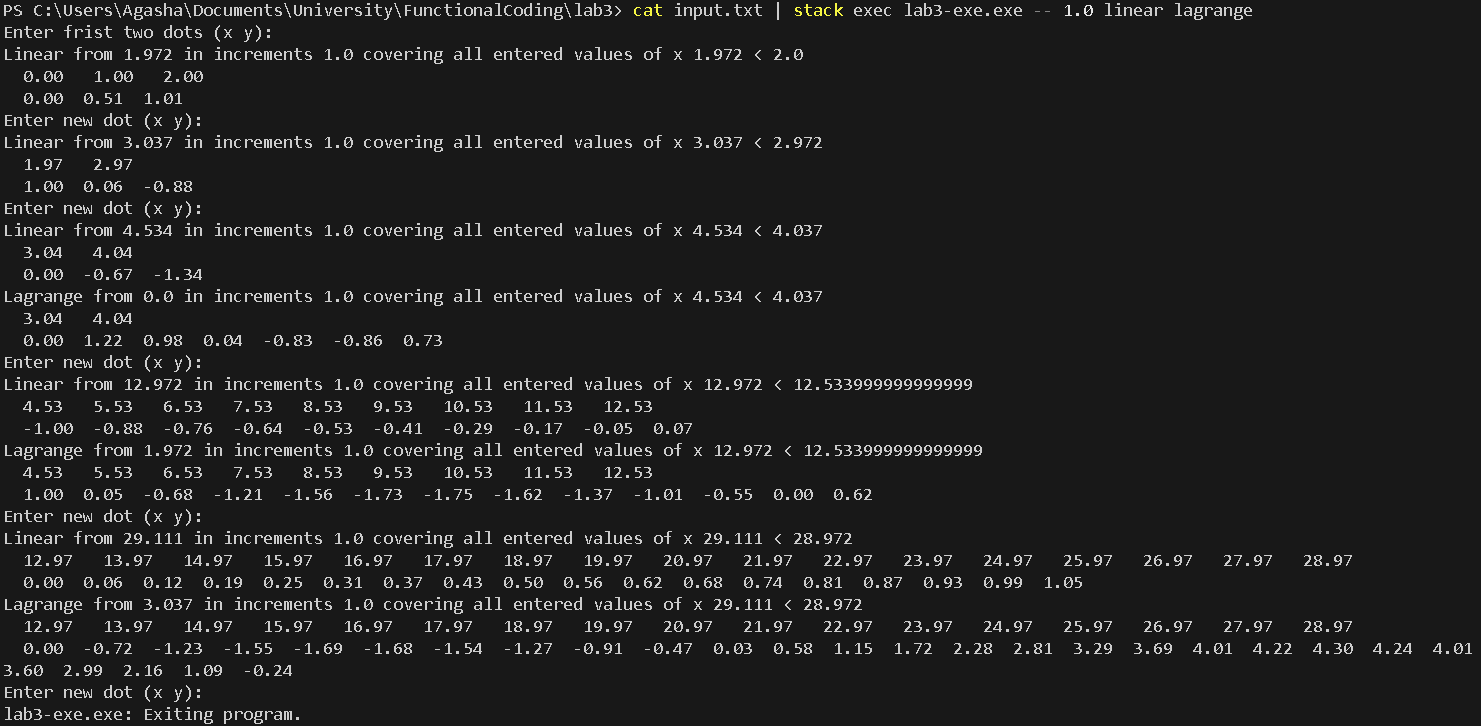 PS C:\Users\Agasha\Documents\University\FunctionalCoding\lab3> cat input.txt | stack exec lab3-exe.exe -- 1.0 linear lagrange
Enter frist two dots (x y):
Linear from 1.972 in increments 1.0 covering all entered values of x 1.972 < 2.0
0.00 1.00 2.00
0.00 0.51 1.01
Enter new dot (x y):
Linear from 3.037 in increments 1.0 covering all entered values of x 3.037 < 2.972
1.97 2.97
1.00 0.06 -0.88
Enter new dot (x y):
Linear from 4.534 in increments 1.0 covering all entered values of x 4.534 < 4.037
3.04 4.04
0.00 -0.67 -1.34
Lagrange from 0.0 in increments 1.0 covering all entered values of x 4.534 < 4.037
3.04 4.04
0.00 1.22 0.98 0.04 -0.83 -0.86 0.73
Enter new dot (x y):
Linear from 12.972 in increments 1.0 covering all entered values of x 12.972 < 12.533999999999999
4.53 5.53 6.53 7.53 8.53 9.53 10.53 11.53 12.53
-1.00 -0.88 -0.76 -0.64 -0.53 -0.41 -0.29 -0.17 -0.05 0.07
Lagrange from 1.972 in increments 1.0 covering all entered values of x 12.972 < 12.533999999999999
4.53 5.53 6.53 7.53 8.53 9.53 10.53 11.53 12.53
1.00 0.05 -0.68 -1.21 -1.56 -1.73 -1.75 -1.62 -1.37 -1.01 -0.55 0.00 0.62
Enter new dot (x y):
Linear from 29.111 in increments 1.0 covering all entered values of x 29.111 < 28.972
12.97 13.97 14.97 15.97 16.97 17.97 18.97 19.97 20.97 21.97 22.97 23.97 24.97 25.97 26.97 27.97 28.97
0.00 0.06 0.12 0.19 0.25 0.31 0.37 0.43 0.50 0.56 0.62 0.68 0.74 0.81 0.87 0.93 0.99 1.05
Lagrange from 3.037 in increments 1.0 covering all entered values of x 29.111 < 28.972
12.97 13.97 14.97 15.97 16.97 17.97 18.97 19.97 20.97 21.97 22.97 23.97 24.97 25.97 26.97 27.97 28.97
0.00 -0.72 -1.23 -1.55 -1.69 -1.68 -1.54 -1.27 -0.91 -0.47 0.03 0.58 1.15 1.72 2.28 2.81 3.29 3.69 4.01 4.22 4.30 4.24 4.01
3.60 2.99 2.16 1.09 -0.24
Enter new dot (x y):
lab3-exe.exe: Exiting program.